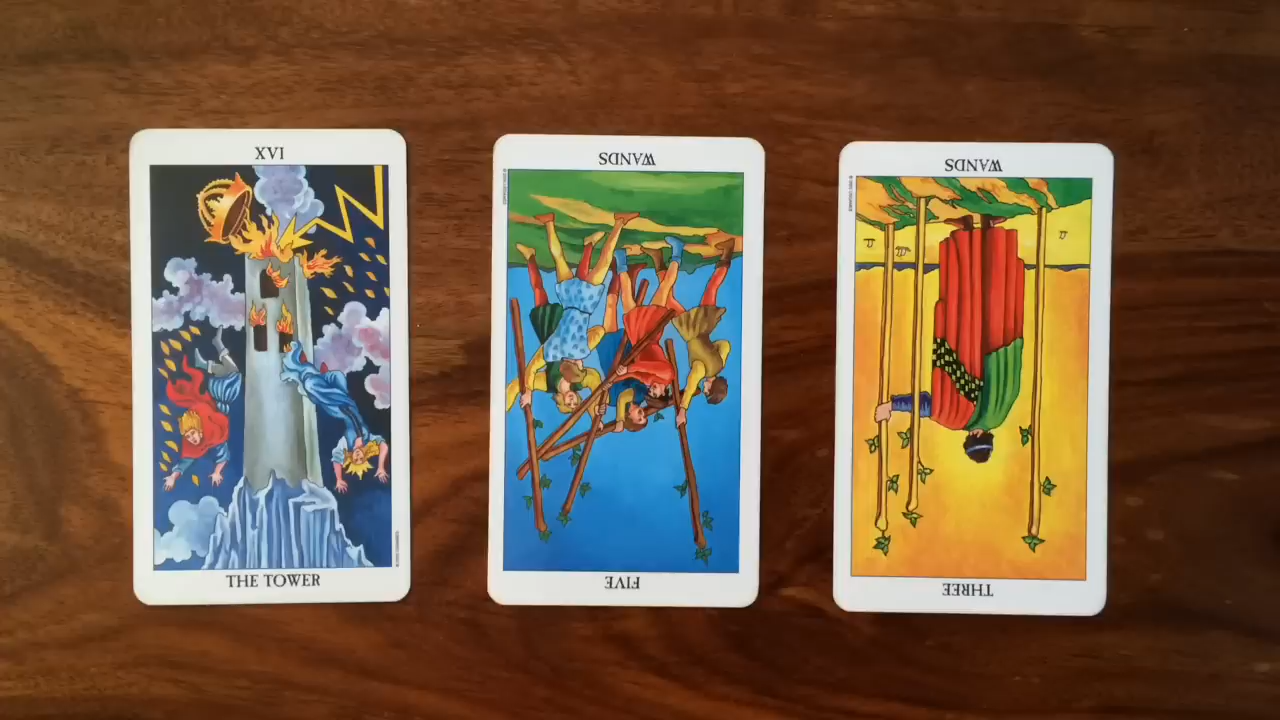 XVI
THE TOWER
WANDS
FIVE
WANDS
THREE